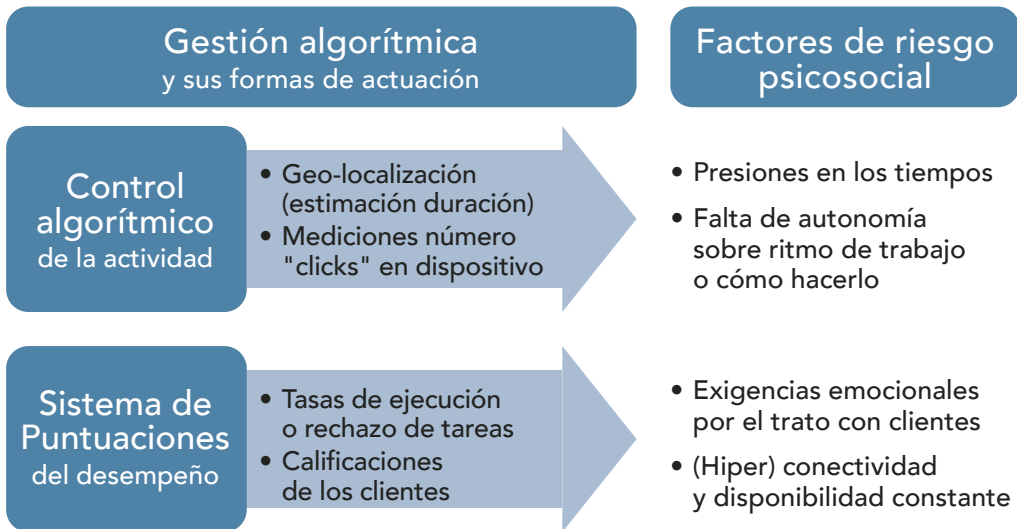 Gestión algorítmica
y sus formas de actuación
Factores de riesgo
psicosocial
Control
algorítmico
de la actividad
• Geo-localización
(estimación duración)
• Mediciones número
"clicks" en dispositivo
• Presiones en los tiempos
• Falta de autonomía
sobre ritmo de trabajo
o cómo hacerlo
Sistema de
Puntuaciones
del desempeño
• Tasas de ejecución
o rechazo de tareas
• Calificaciones
de los clientes
• Exigencias emocionales
por el trato con clientes
• (Hiper) conectividad
y disponibilidad constante